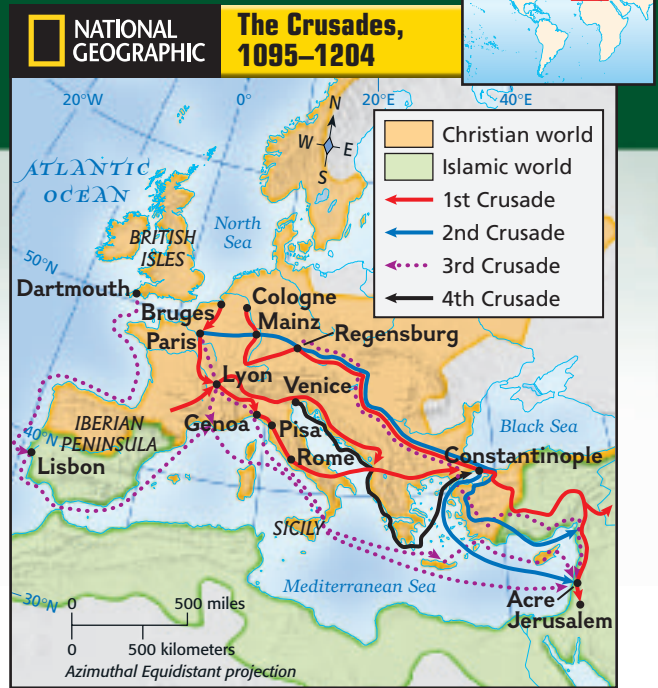 NATIONAL
GEOGRAPHIC
The Crusades,
1095–1204
20°W
0°
20°E
40°E
N
W
E
S
Christian world
Islamic world
1st Crusade
2nd Crusade
3rd Crusade
4th Crusade
ATLANTIC
OCEAN
North
Sea
BRITISH
ISLES
50°N
Dartmouth
Bruges
Cologne
Paris
Mainz
Regensburg
Lyon
Venice
Black Sea
IBERIAN
PENINSULA
Genoa
Pisa
40°N
Lisbon
Rome
Constantinople
SICILY
Mediterranean Sea
30°N
Acre
Jerusalem
0
500 miles
0
500 kilometers
Azimuthal Equidistant projection